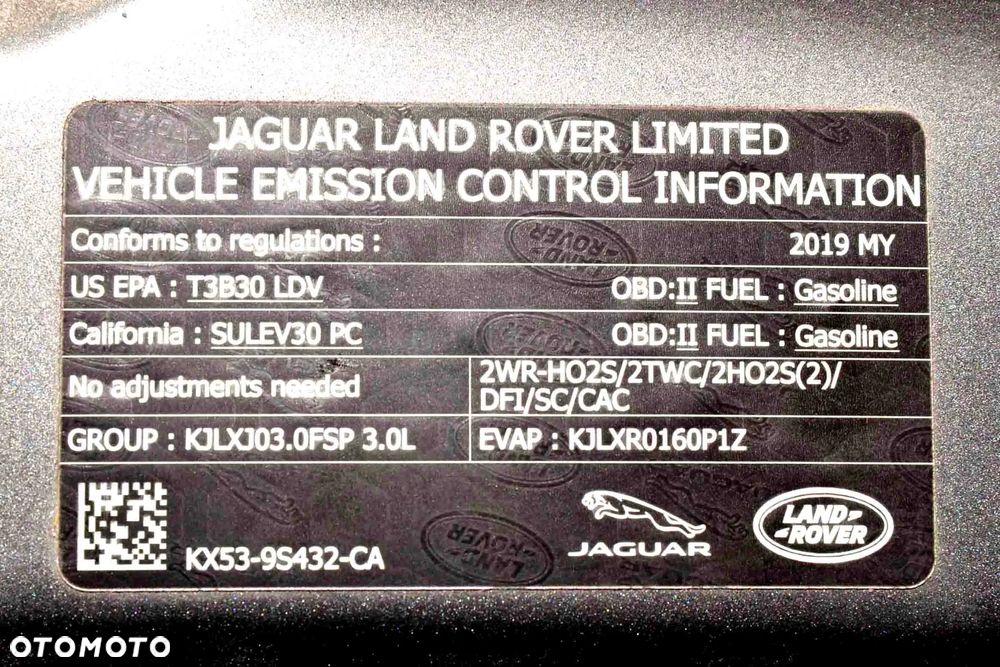 JAGUAR LAND ROVER LIMITED
VEHICLE EMISSION CONTROL INFORMATION
Conforms to regulations : 2019 MY
US EPA : T3B30 LDV OBD:II FUEL : Gasoline
California : SULEV30 PC OBD:II FUEL : Gasoline
No adjustments needed
2WR-HO2S/2TWC/2HO2S(2)/
DFI/SC/CAC
GROUP : KJLXJ03.0FSP 3.0L EVAP : KJLXR0160P1Z
KX53-9S432-CA
JAGUAR
LAND-
-ROVER
OTOMOTO